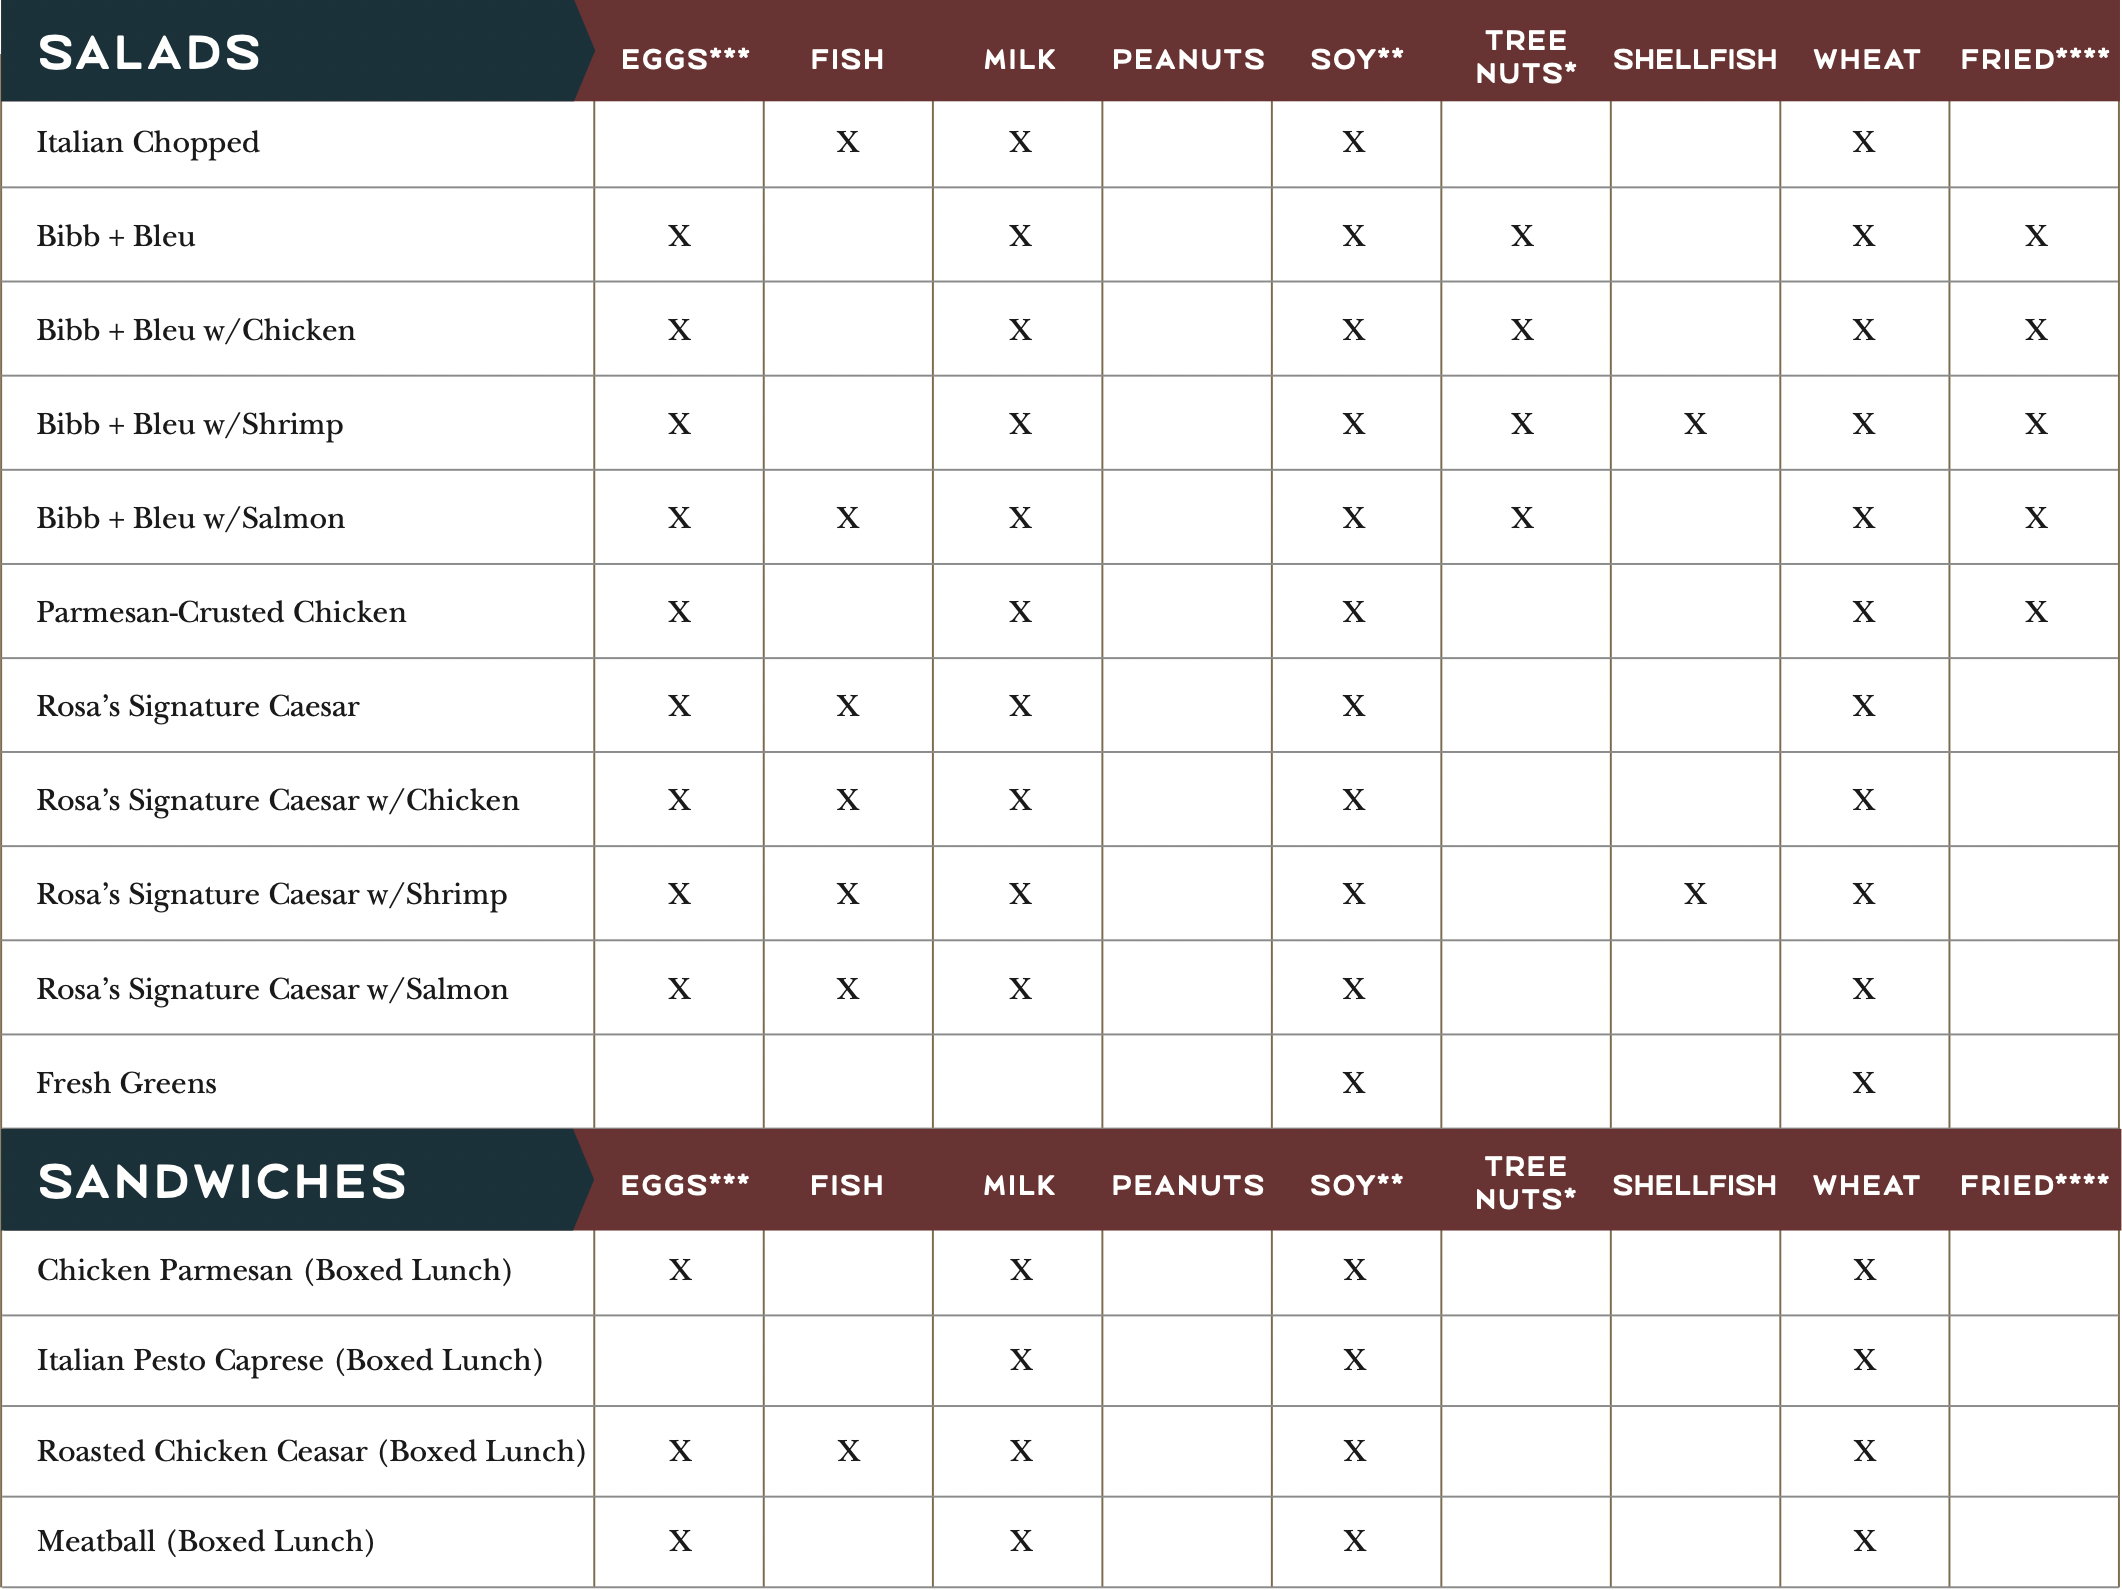 SALADS EGGS*** FISH MILK PEANUTS SOY** TREE NUTS* SHELLFISH WHEAT FRIED****
Italian Chopped X X X X
Bibb + Bleu X X X X X X
Bibb + Bleu w/Chicken X X X X X X
Bibb + Bleu w/Shrimp X X X X X X X
Bibb + Bleu w/Salmon X X X X X X X
Parmesan-Crusted Chicken X X X X X
Rosa’s Signature Caesar X X X X X
Rosa’s Signature Caesar w/Chicken X X X X X
Rosa’s Signature Caesar w/Shrimp X X X X X X
Rosa’s Signature Caesar w/Salmon X X X X X
Fresh Greens X X
SANDWICHES EGGS*** FISH MILK PEANUTS SOY** TREE NUTS* SHELLFISH WHEAT FRIED****
Chicken Parmesan (Boxed Lunch) X X X X
Italian Pesto Caprese (Boxed Lunch) X X X
Roasted Chicken Ceasar (Boxed Lunch) X X X X X
Meatball (Boxed Lunch) X X X X